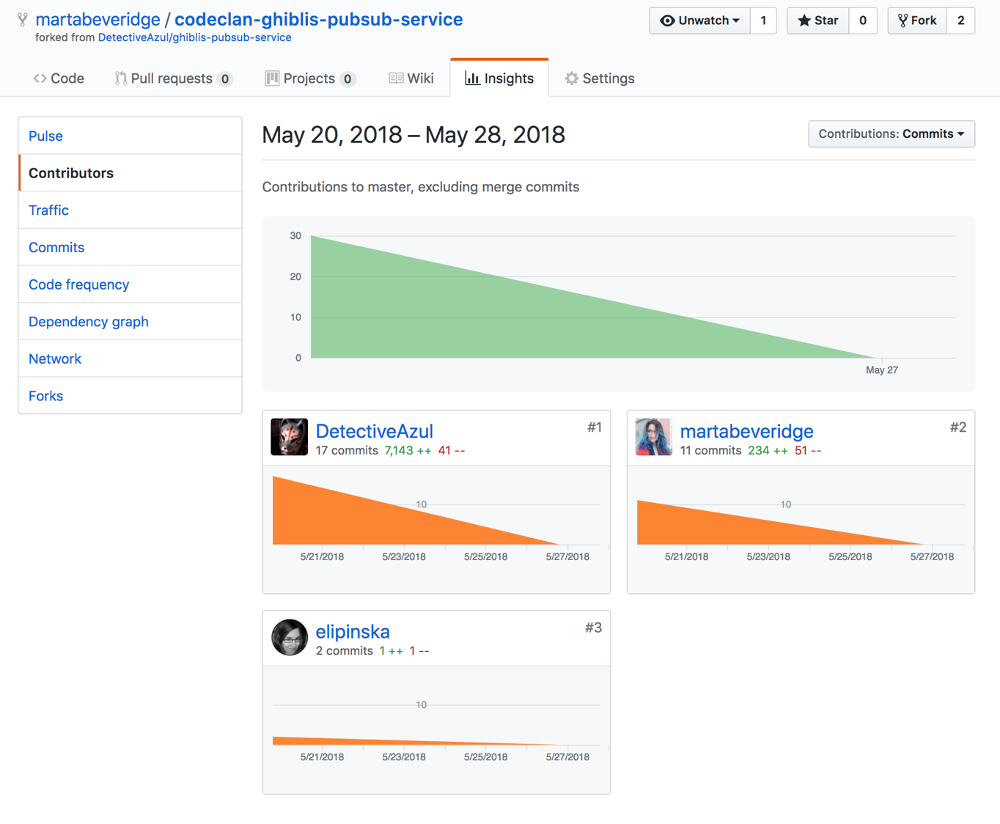 martabeveridge / codeclan-ghiblis-pubsub-service
Unwatch 1 Star 0 Fork 2
forked from DetectiveAzul/ghiblis-pubsub-service
Code Pull requests 0 Projects 0 Wiki Insights Settings
Pulse
Contributors
Traffic
Commits
Code frequency
Dependency graph
Network
Forks
May 20, 2018 – May 28, 2018
Contributions: Commits
Contributions to master, excluding merge commits
30
20
10
0
May 27
DetectiveAzul #1
17 commits 7,143 ++ 41 --
10
5/21/2018 5/23/2018 5/25/2018 5/27/2018
martabeveridge #2
11 commits 234 ++ 51 --
10
5/21/2018 5/23/2018 5/25/2018 5/27/2018
elipinska #3
2 commits 1 ++ 1 --
10
5/21/2018 5/23/2018 5/25/2018 5/27/2018